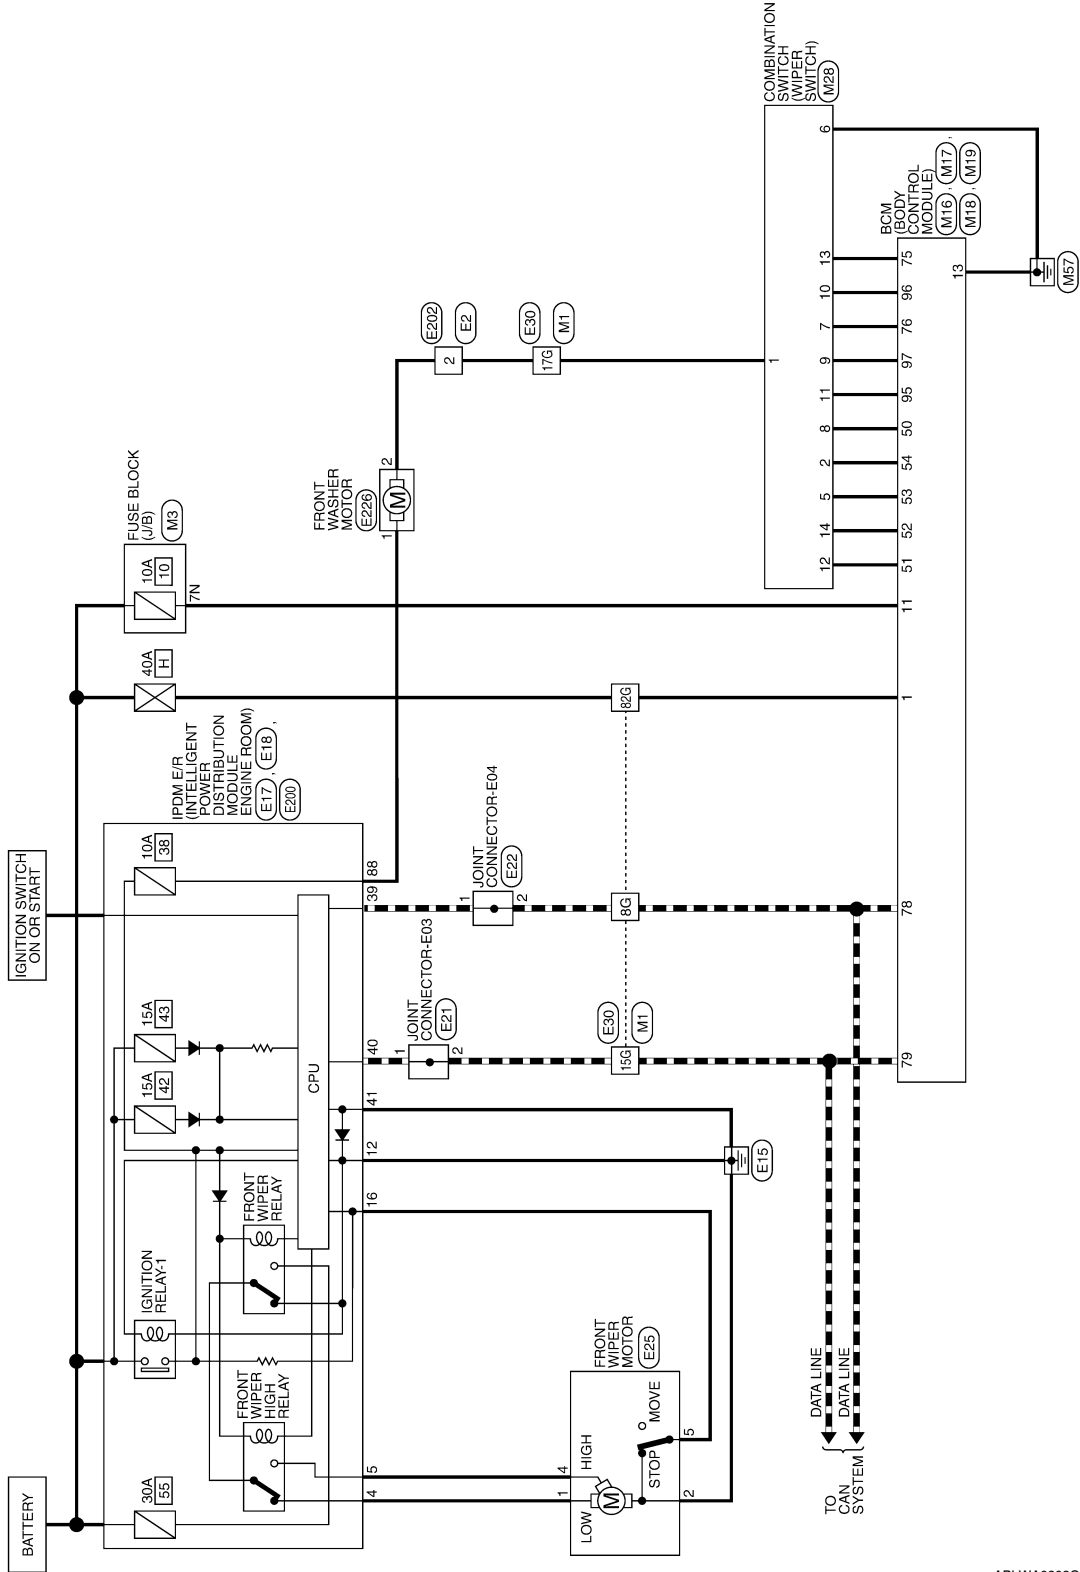 BATTERY
IGNITION SWITCH
ON OR START
30A
55
FRONT
WIPER
HIGH
RELAY
IGNITION
RELAY-1
FRONT
WIPER
RELAY
15A
42
15A
43
10A
38
CPU
IPDM E/R
(INTELLIGENT
POWER
DISTRIBUTION
MODULE
ENGINE ROOM)
E17 , E18 ,
E200
40A
H
10A
10
7N
FUSE BLOCK
(J/B)
M3
4
5
16
12
41
40
39
88
FRONT
WASHER
MOTOR
E226
1
2
M
JOINT
CONNECTOR-E03
E21
1
2
JOINT
CONNECTOR-E04
E22
1
2
E202
2
E2
E30
17G
M1
FRONT
WIPER
MOTOR
E25
LOW
HIGH
STOP
MOVE
M
1
4
2
5
E15
E30
15G
M1
8G
82G
COMBINATION
SWITCH
(WIPER
SWITCH)
M28
1
12
14
5
2
8
11
9
7
10
13
6
BCM
(BODY
CONTROL
MODULE)
M16 , M17 ,
M18 , M19
79
78
1
11
51
52
53
54
50
95
97
76
96
75
13
M57
DATA LINE
DATA LINE
TO
CAN
SYSTEM